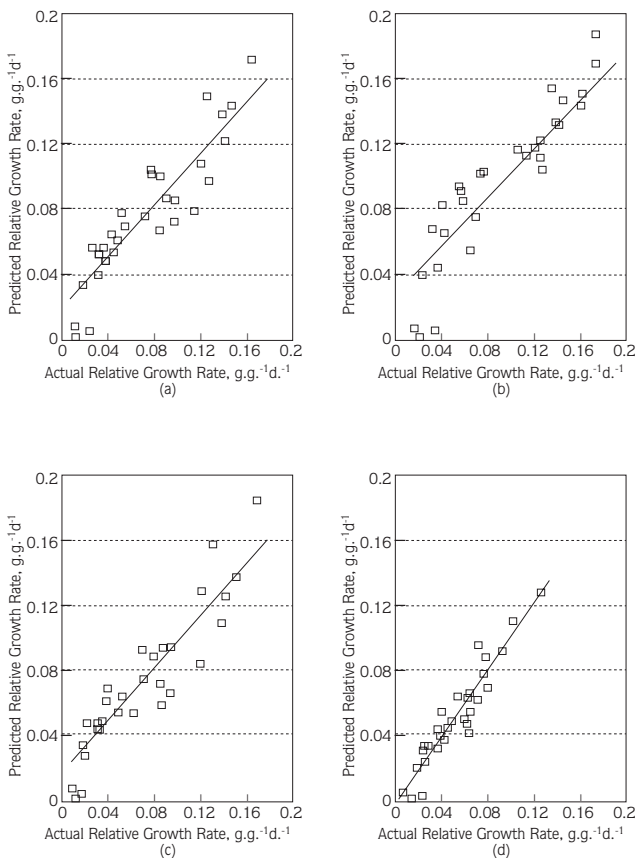 0.2
0.16
0.12
0.08
0.04
0
0 0.04 0.08 0.12 0.16 0.2
Predicted Relative Growth Rate, g.g.-1d-1
Actual Relative Growth Rate, g.g.-1d.-1
(a)
0.2
0.16
0.12
0.08
0.04
0
0 0.04 0.08 0.12 0.16 0.2
Predicted Relative Growth Rate, g.g.-1d-1
Actual Relative Growth Rate, g.g.-1d.-1
(b)
0.2
0.16
0.12
0.08
0.04
0
0 0.04 0.08 0.12 0.16 0.2
Predicted Relative Growth Rate, g.g.-1d-1
Actual Relative Growth Rate, g.g.-1d.-1
(c)
0.2
0.16
0.12
0.08
0.04
0
0 0.04 0.08 0.12 0.16 0.2
Predicted Relative Growth Rate, g.g.-1d-1
Actual Relative Growth Rate, g.g.-1d.-1
(d)